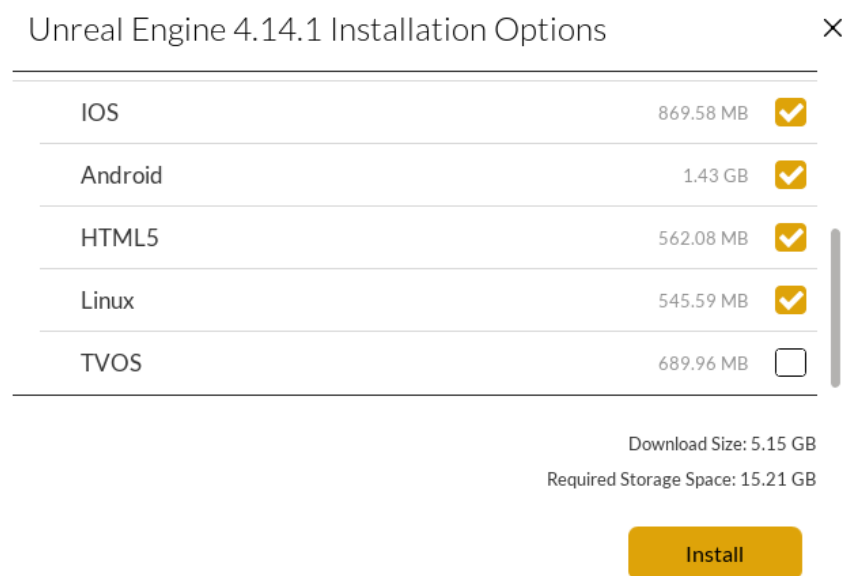 Unreal Engine 4.14.1 Installation Options
IOS 869.58 MB
Android 1.43 GB
HTML5 562.08 MB
Linux 545.59 MB
TVOS 689.96 MB
Download Size: 5.15 GB
Required Storage Space: 15.21 GB
Install